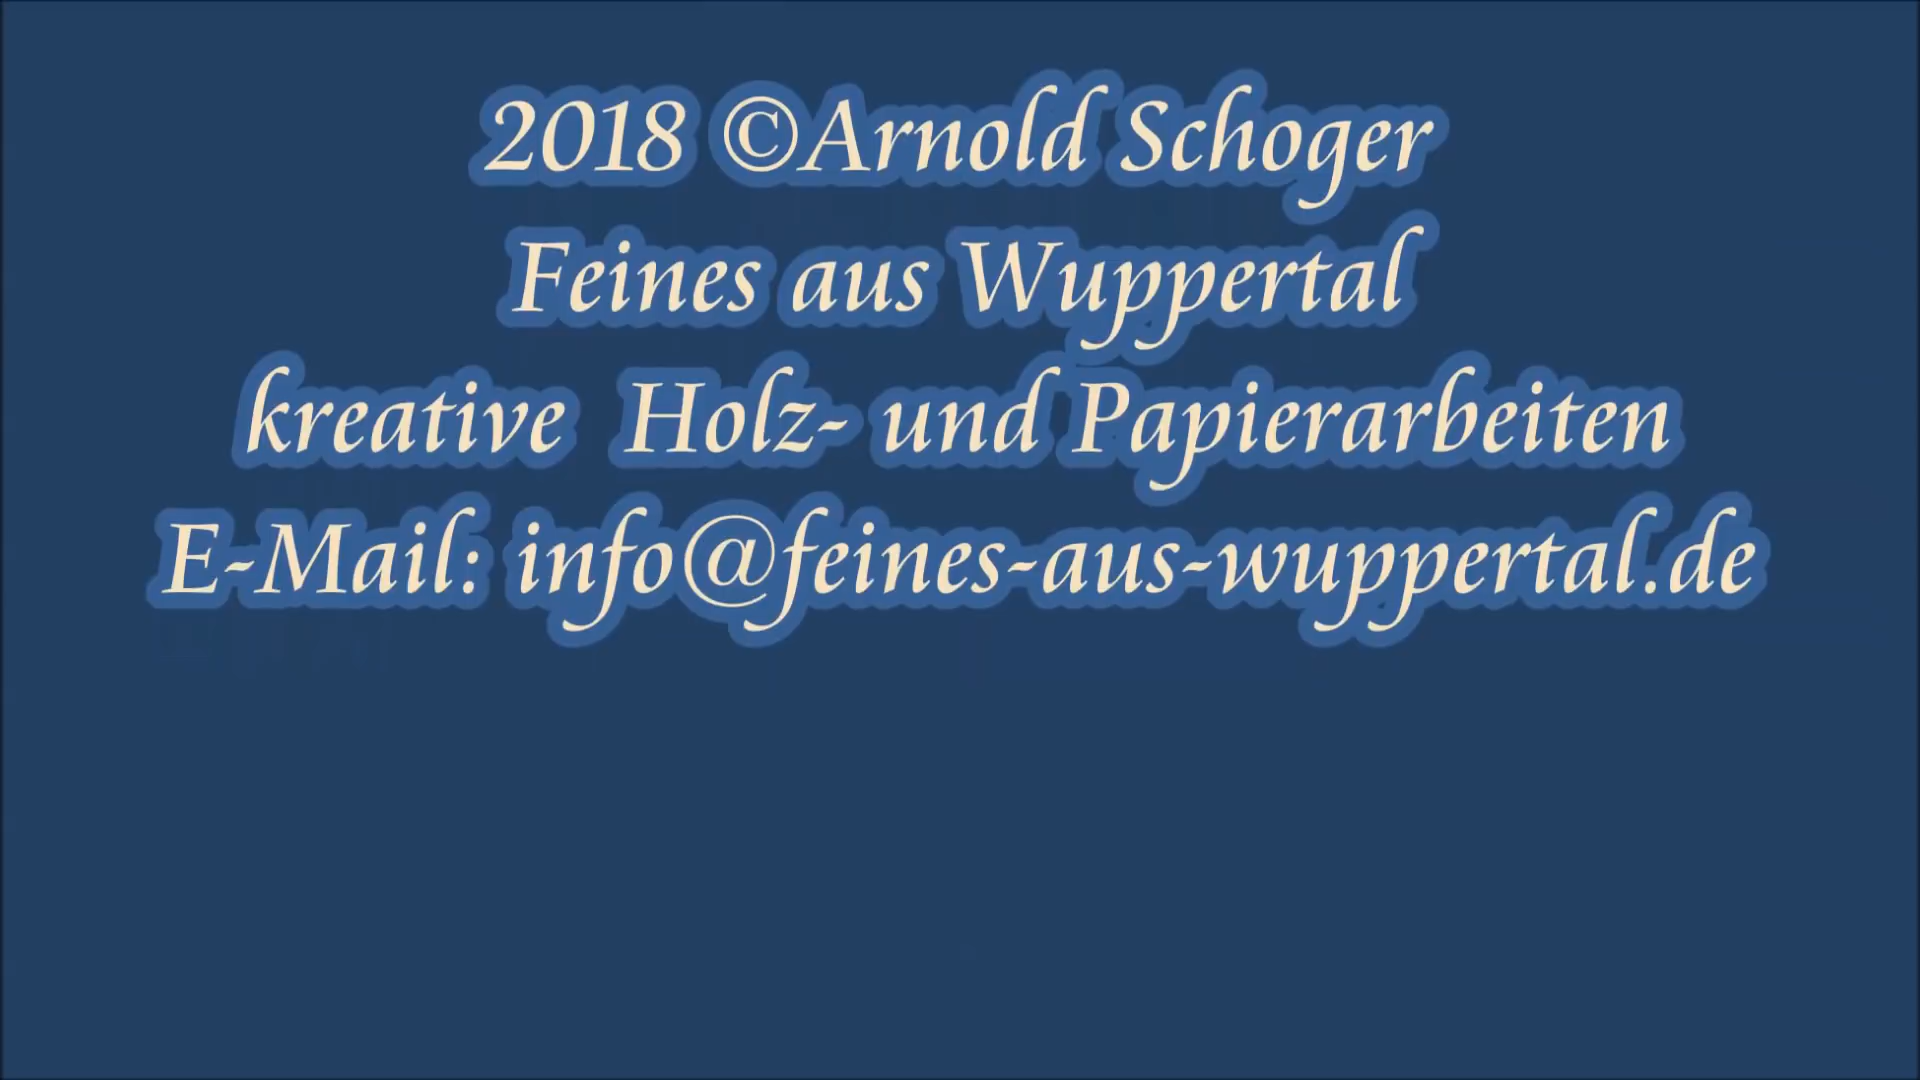 2018 ©Arnold Schoger
Feines aus Wuppertal
kreative  Holz- und Papierarbeiten
E-Mail: info@feines-aus-wuppertal.de